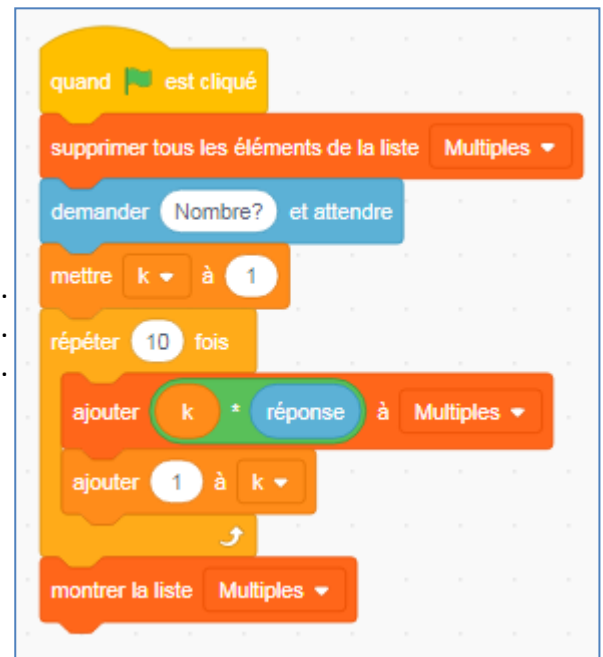 quand est cliqué
supprimer tous les éléments de la liste Multiples
demander Nombre? et attendre
mettre k à 1
répéter 10 fois
ajouter k * réponse à Multiples
ajouter 1 à k
montrer la liste Multiples